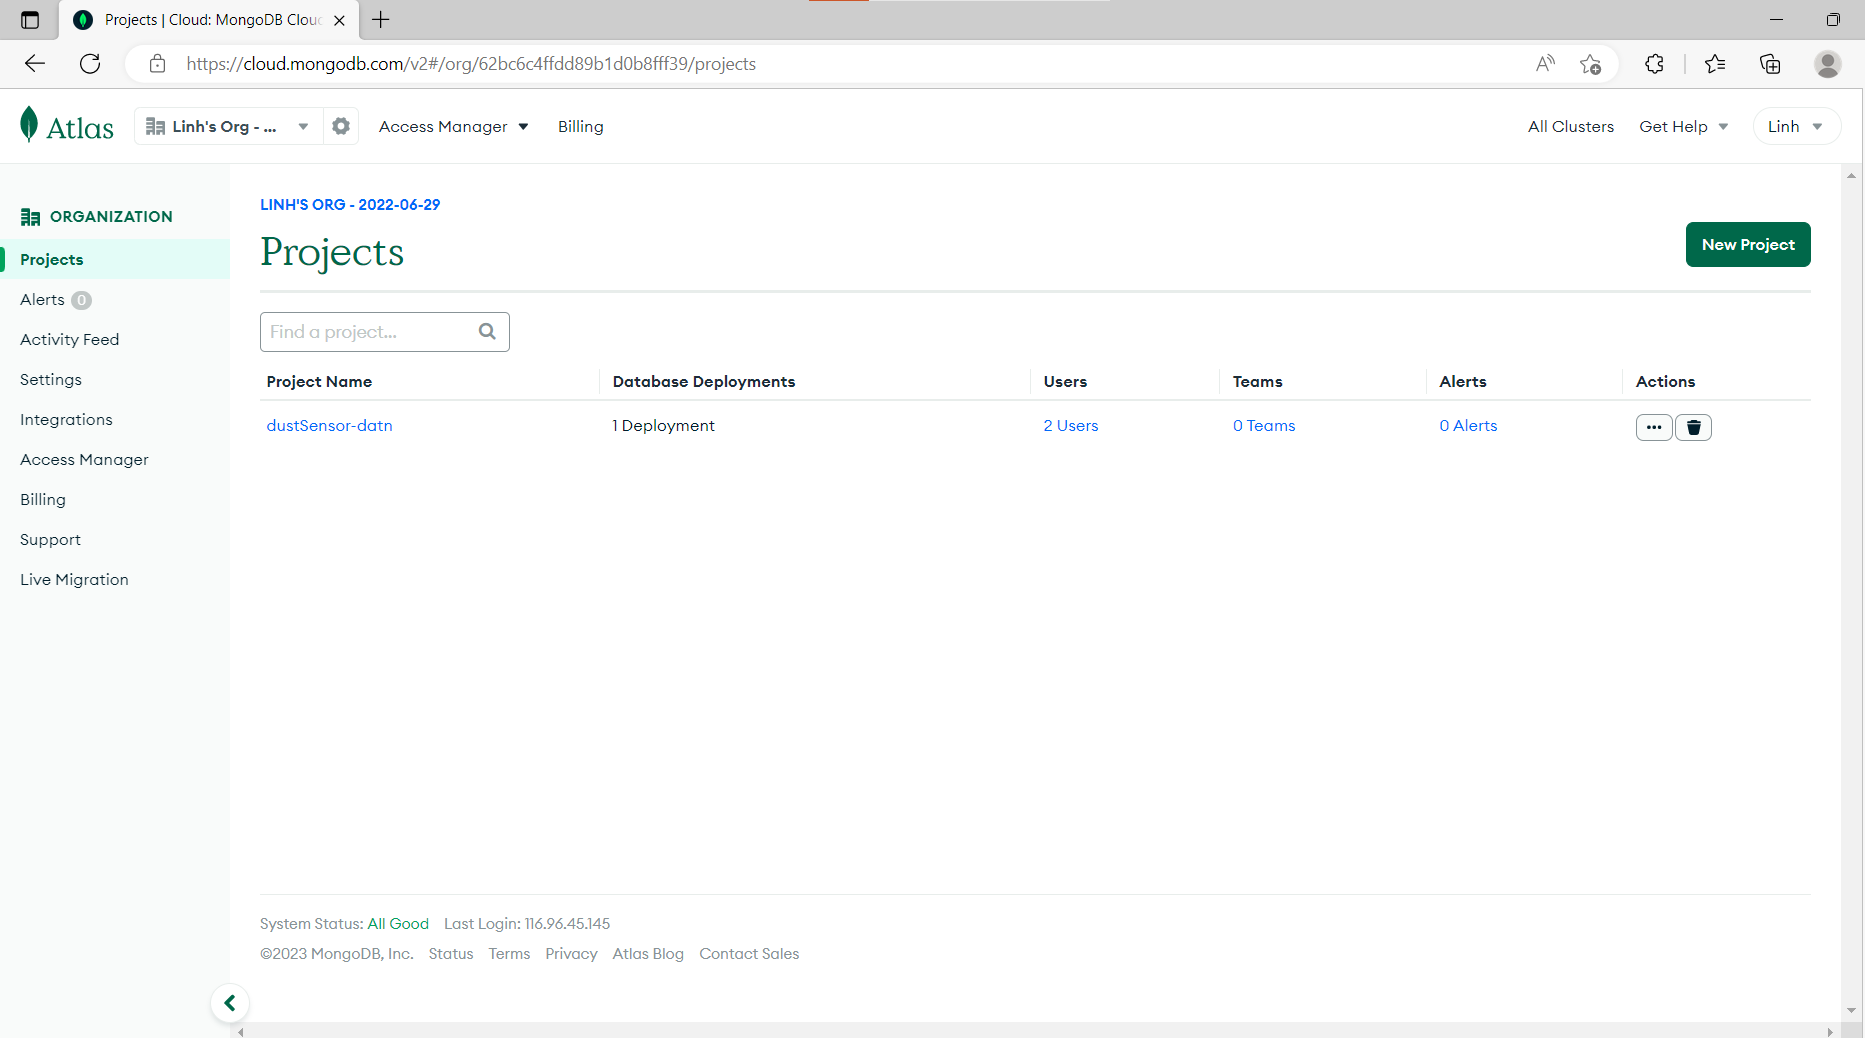 Projects | Cloud: MongoDB Clou
https://cloud.mongodb.com/v2#/org/62bc6c4ffdd89b1d0b8fff39/projects
Atlas Linh's Org - ... Access Manager Billing All Clusters Get Help Linh
ORGANIZATION
Projects
Alerts 0
Activity Feed
Settings
Integrations
Access Manager
Billing
Support
Live Migration
LINH'S ORG - 2022-06-29
Projects
New Project
Find a project...
Project Name Database Deployments Users Teams Alerts Actions
dustSensor-datn 1 Deployment 2 Users 0 Teams 0 Alerts
System Status: All Good Last Login: 116.96.45.145
©2023 MongoDB, Inc. Status Terms Privacy Atlas Blog Contact Sales